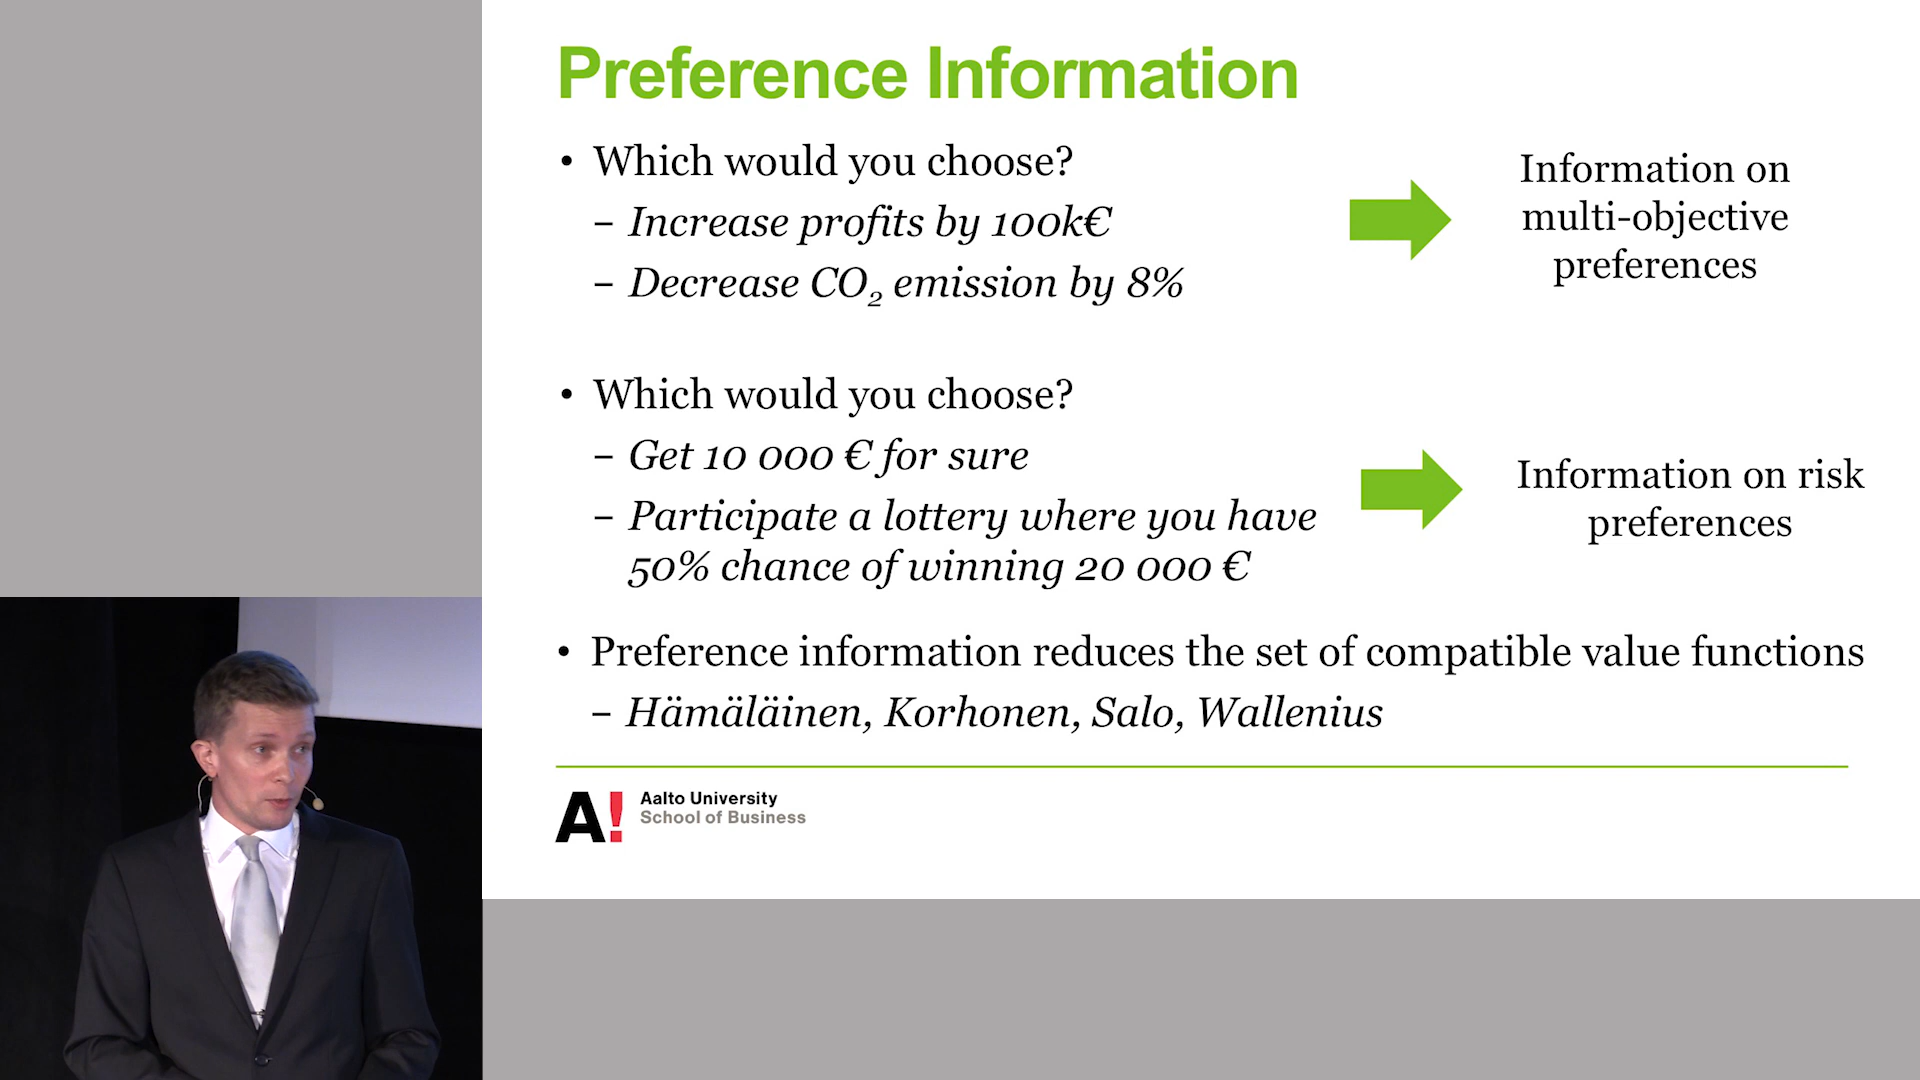 Preference Information
• Which would you choose?
– Increase profits by 100k€
– Decrease CO₂ emission by 8%
Information on
multi-objective
preferences
• Which would you choose?
– Get 10 000 € for sure
– Participate a lottery where you have
50% chance of winning 20 000 €
Information on risk
preferences
• Preference information reduces the set of compatible value functions
– Hämäläinen, Korhonen, Salo, Wallenius
A! Aalto University
School of Business